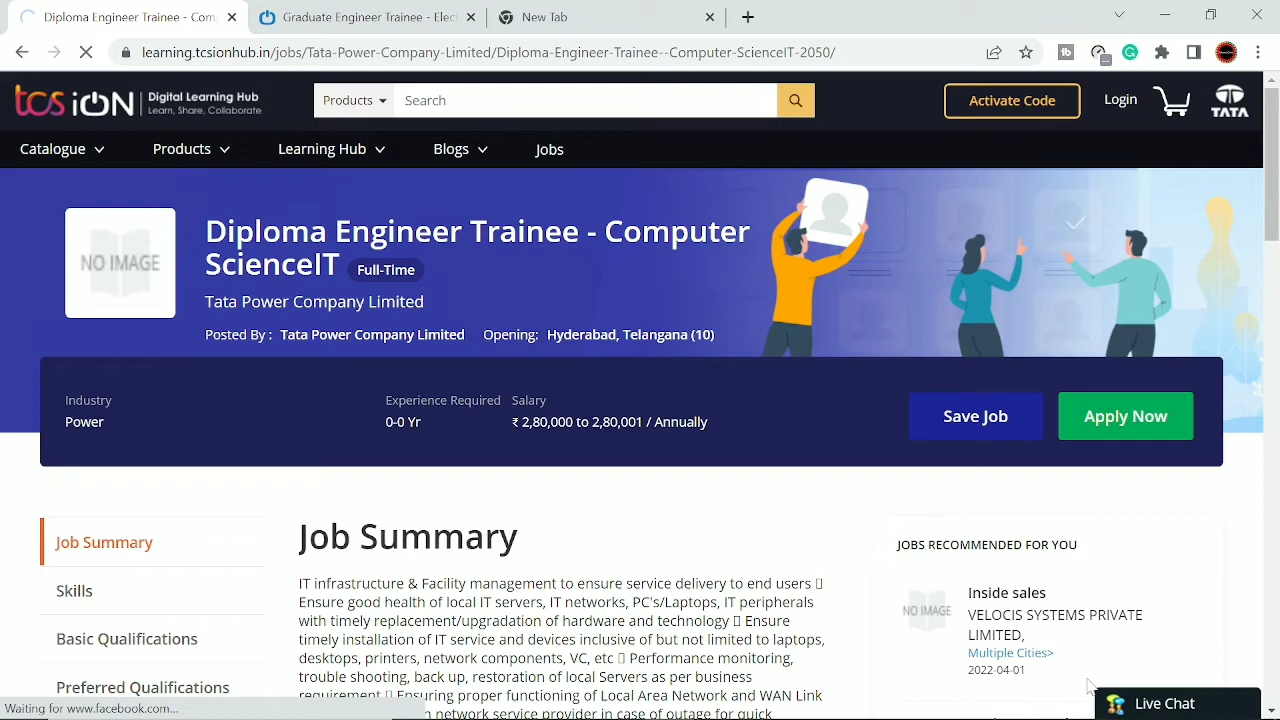 Diploma Engineer Trainee - Com
Graduate Engineer Trainee - Elec
New Tab
learning.tcsionhub.in/jobs/Tata-Power-Company-Limited/Diploma-Engineer-Trainee--Computer-ScienceIT-2050/
tcs iON
Digital Learning Hub
Learn, Share, Collaborate
Products
Search
Activate Code
Login
TATA
Catalogue
Products
Learning Hub
Blogs
Jobs
NO IMAGE
Diploma Engineer Trainee - Computer
ScienceIT Full-Time
Tata Power Company Limited
Posted By : Tata Power Company Limited Opening: Hyderabad, Telangana (10)
Industry
Power
Experience Required
0-0 Yr
Salary
₹ 2,80,000 to 2,80,001 / Annually
Save Job
Apply Now
Job Summary
Skills
Basic Qualifications
Preferred Qualifications
Job Summary
IT infrastructure & Facility management to ensure service delivery to end users
Ensure good health of local IT servers, IT networks, PC's/Laptops, IT peripherals
with timely replacement/upgradation of hardware and technology Ensure
timely installation of IT service and devices inclusive of but not limited to laptops,
desktops, printers, network components, VC, etc Performance monitoring,
trouble shooting, back up, restoration of local Servers as per business
requirement Ensuring proper functioning of Local Area Network and WAN Link
network service provider in case of outage for quick
JOBS RECOMMENDED FOR YOU
NO IMAGE
Inside sales
VELOCIS SYSTEMS PRIVATE
LIMITED,
Multiple Cities>
2022-04-01
Live Chat
Waiting for www.facebook.com...